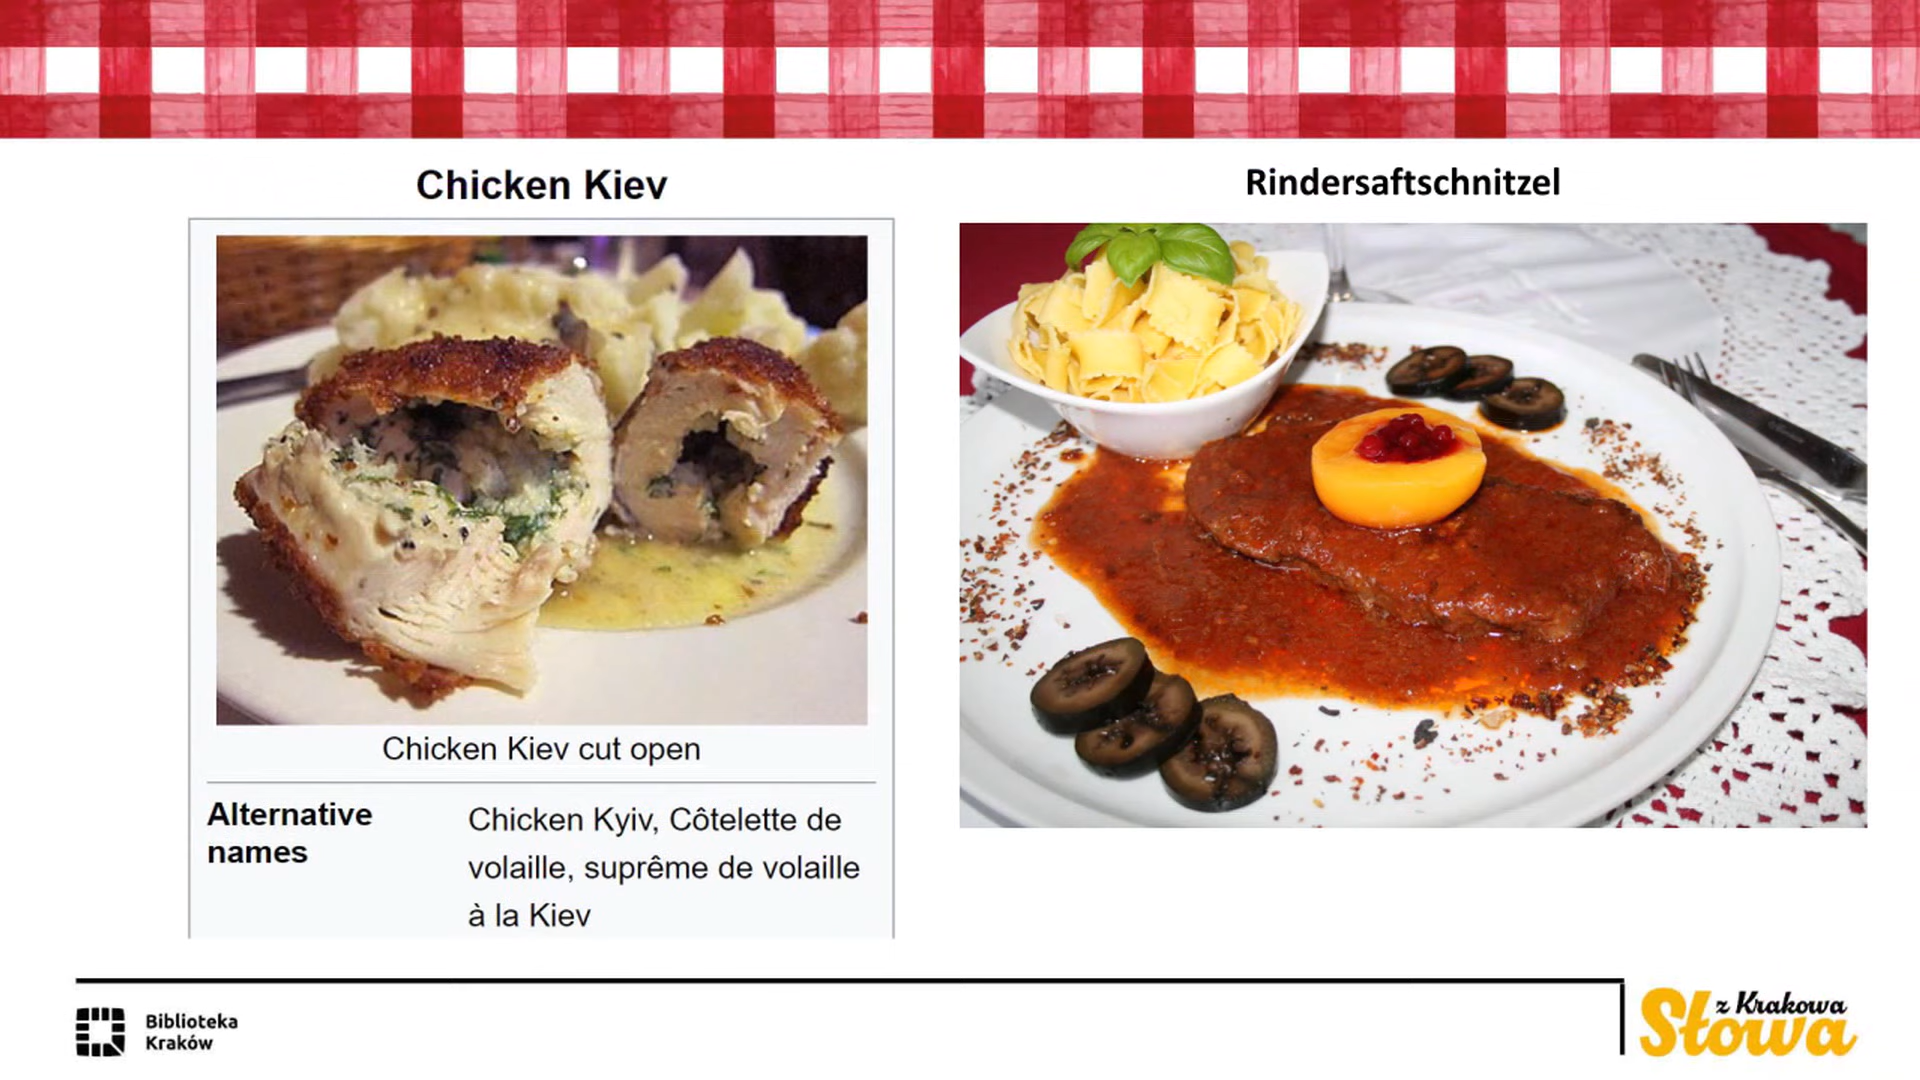 Chicken Kiev
Chicken Kiev cut open
Alternative names
Chicken Kyiv, Côtelette de
volaille, suprême de volaille
à la Kiev
Rindersaftschnitzel
Biblioteka
Kraków
z Krakowa
Słowa